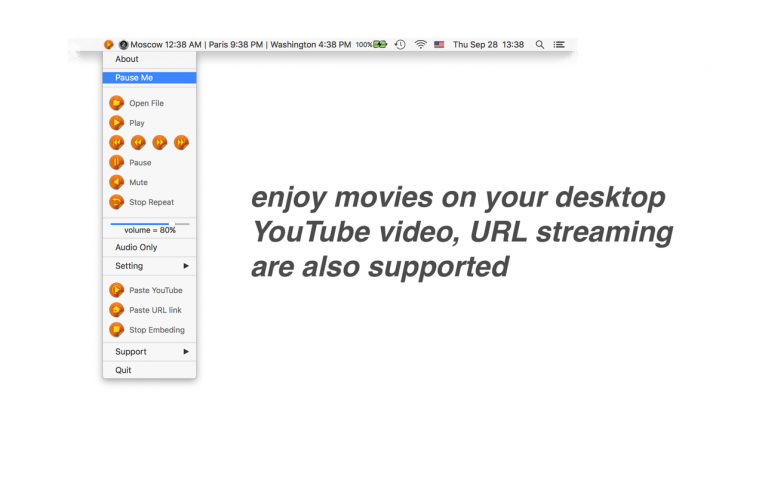 Moscow 12:38 AM | Paris 9:38 PM | Washington 4:38 PM 100% Thu Sep 28 13:38
About
Pause Me
Open File
Play
Pause
Mute
Stop Repeat
volume = 80%
Audio Only
Setting
Paste YouTube
Paste URL link
Stop Embeding
Support
Quit
enjoy movies on your desktop
YouTube video, URL streaming
are also supported